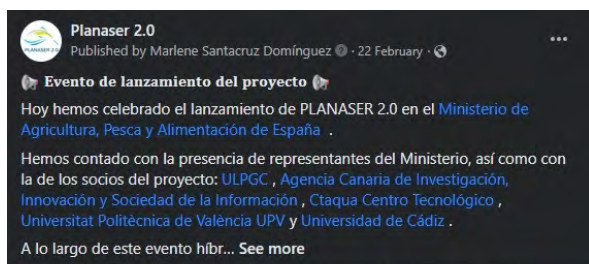 Planaser 2.0
Published by Marlene Santacruz Domínguez · 22 February ·
Evento de lanzamiento del proyecto
Hoy hemos celebrado el lanzamiento de PLANASER 2.0 en el Ministerio de
Agricultura, Pesca y Alimentación de España .
Hemos contado con la presencia de representantes del Ministerio, así como con
la de los socios del proyecto: ULPGC , Agencia Canaria de Investigación,
Innovación y Sociedad de la Información , Ctaqua Centro Tecnológico ,
Universitat Politècnica de València UPV y Universidad de Cádiz .
A lo largo de este evento híbr... See more